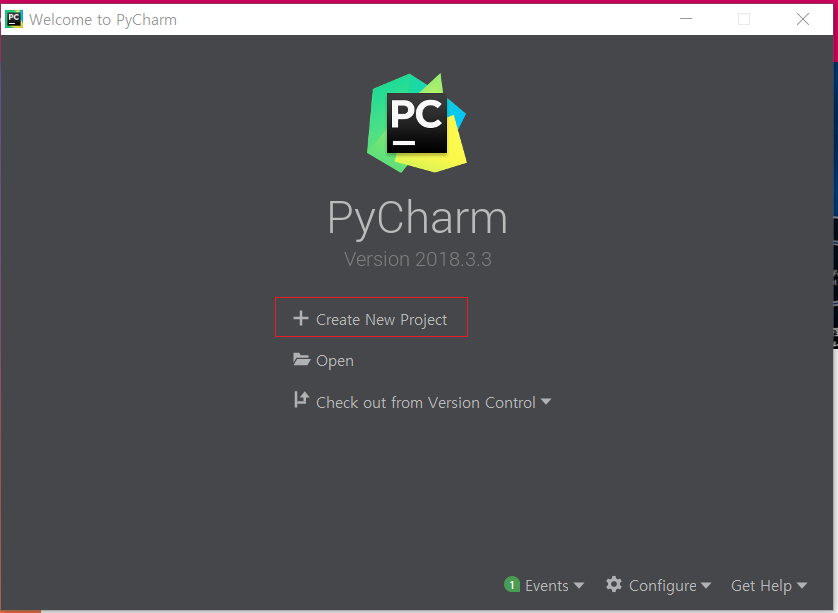 PC Welcome to PyCharm
PC
PyCharm
Version 2018.3.3
Create New Project
Open
Check out from Version Control
1 Events Configure Get Help